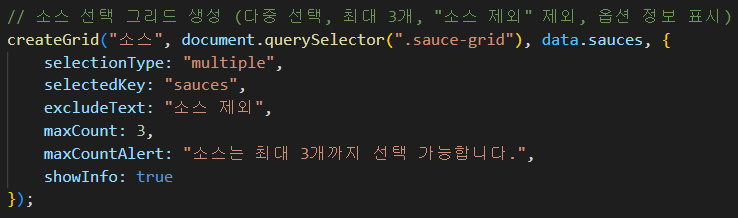 // 소스 선택 그리드 생성 (다중 선택, 최대 3개, "소스 제외" 제외, 옵션 정보 표시)
createGrid("소스", document.querySelector(".sauce-grid"), data.sauces, {
    selectionType: "multiple",
    selectedKey: "sauces",
    excludeText: "소스 제외",
    maxCount: 3,
    maxCountAlert: "소스는 최대 3개까지 선택 가능합니다.",
    showInfo: true
});